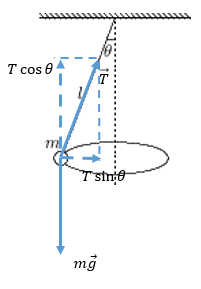 θ
T cos θ
T⃗
l
m
T sin θ
mg⃗